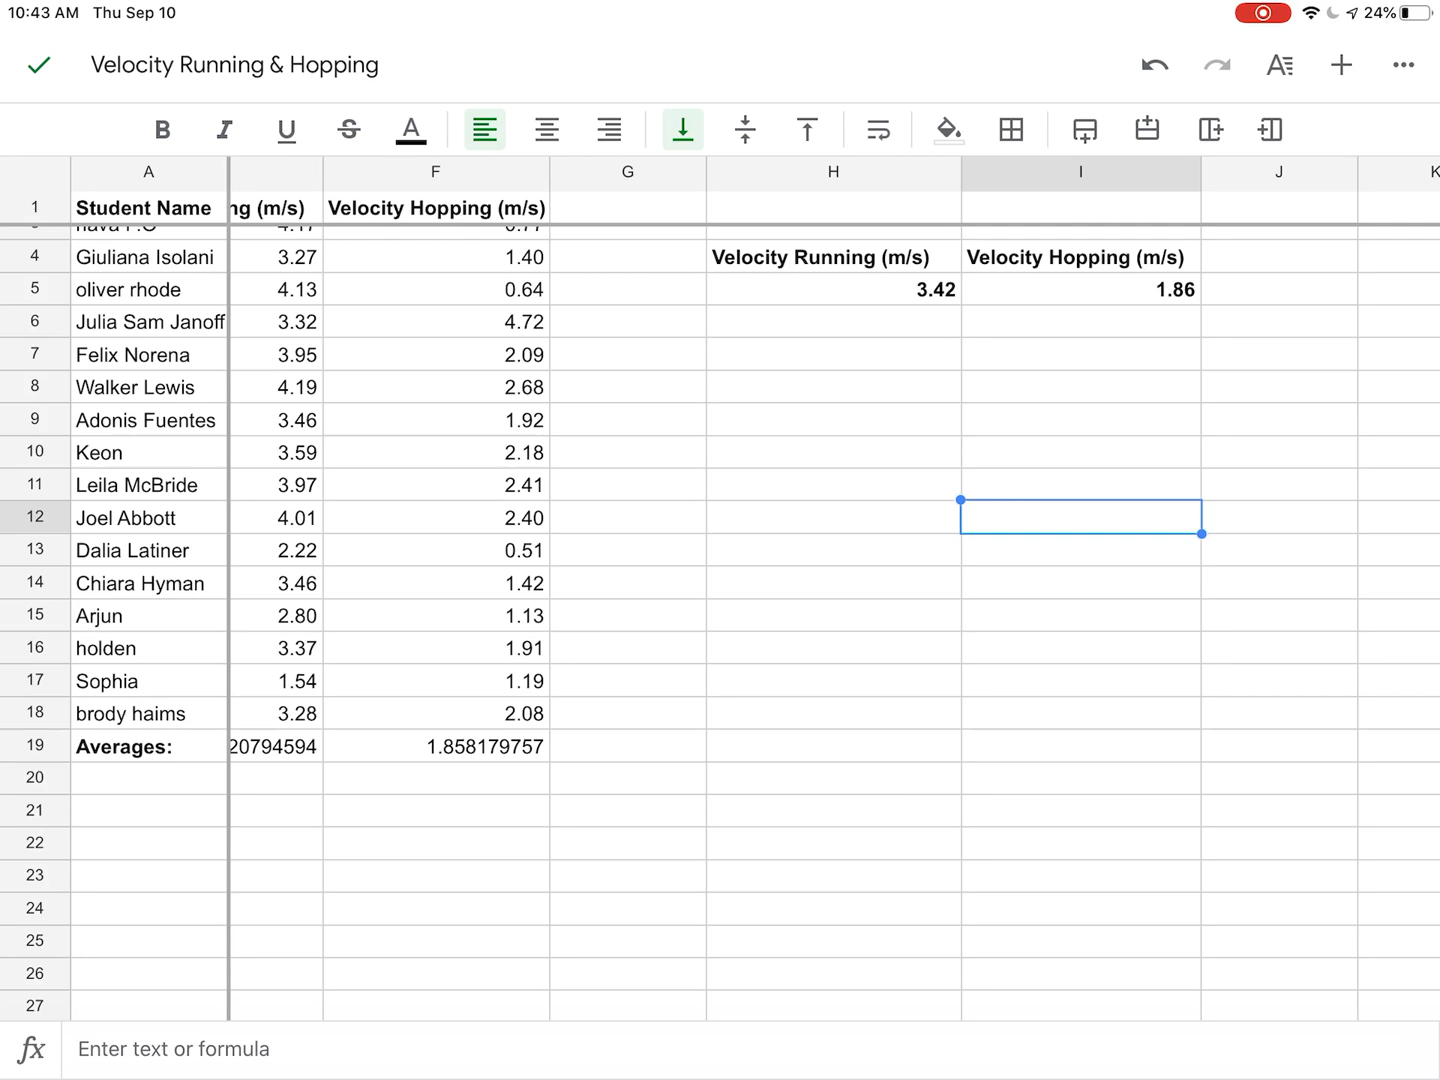 10:43 AM Thu Sep 10
24%
Velocity Running & Hopping
B I U S A
A F G H I J K
1 Student Name ng (m/s) Velocity Hopping (m/s)
4 Giuliana Isolani 3.27 1.40 Velocity Running (m/s) Velocity Hopping (m/s)
5 oliver rhode 4.13 0.64 3.42 1.86
6 Julia Sam Janoff 3.32 4.72
7 Felix Norena 3.95 2.09
8 Walker Lewis 4.19 2.68
9 Adonis Fuentes 3.46 1.92
10 Keon 3.59 2.18
11 Leila McBride 3.97 2.41
12 Joel Abbott 4.01 2.40
13 Dalia Latiner 2.22 0.51
14 Chiara Hyman 3.46 1.42
15 Arjun 2.80 1.13
16 holden 3.37 1.91
17 Sophia 1.54 1.19
18 brody haims 3.28 2.08
19 Averages: 20794594 1.858179757
20
21
22
23
24
25
26
27
fx Enter text or formula